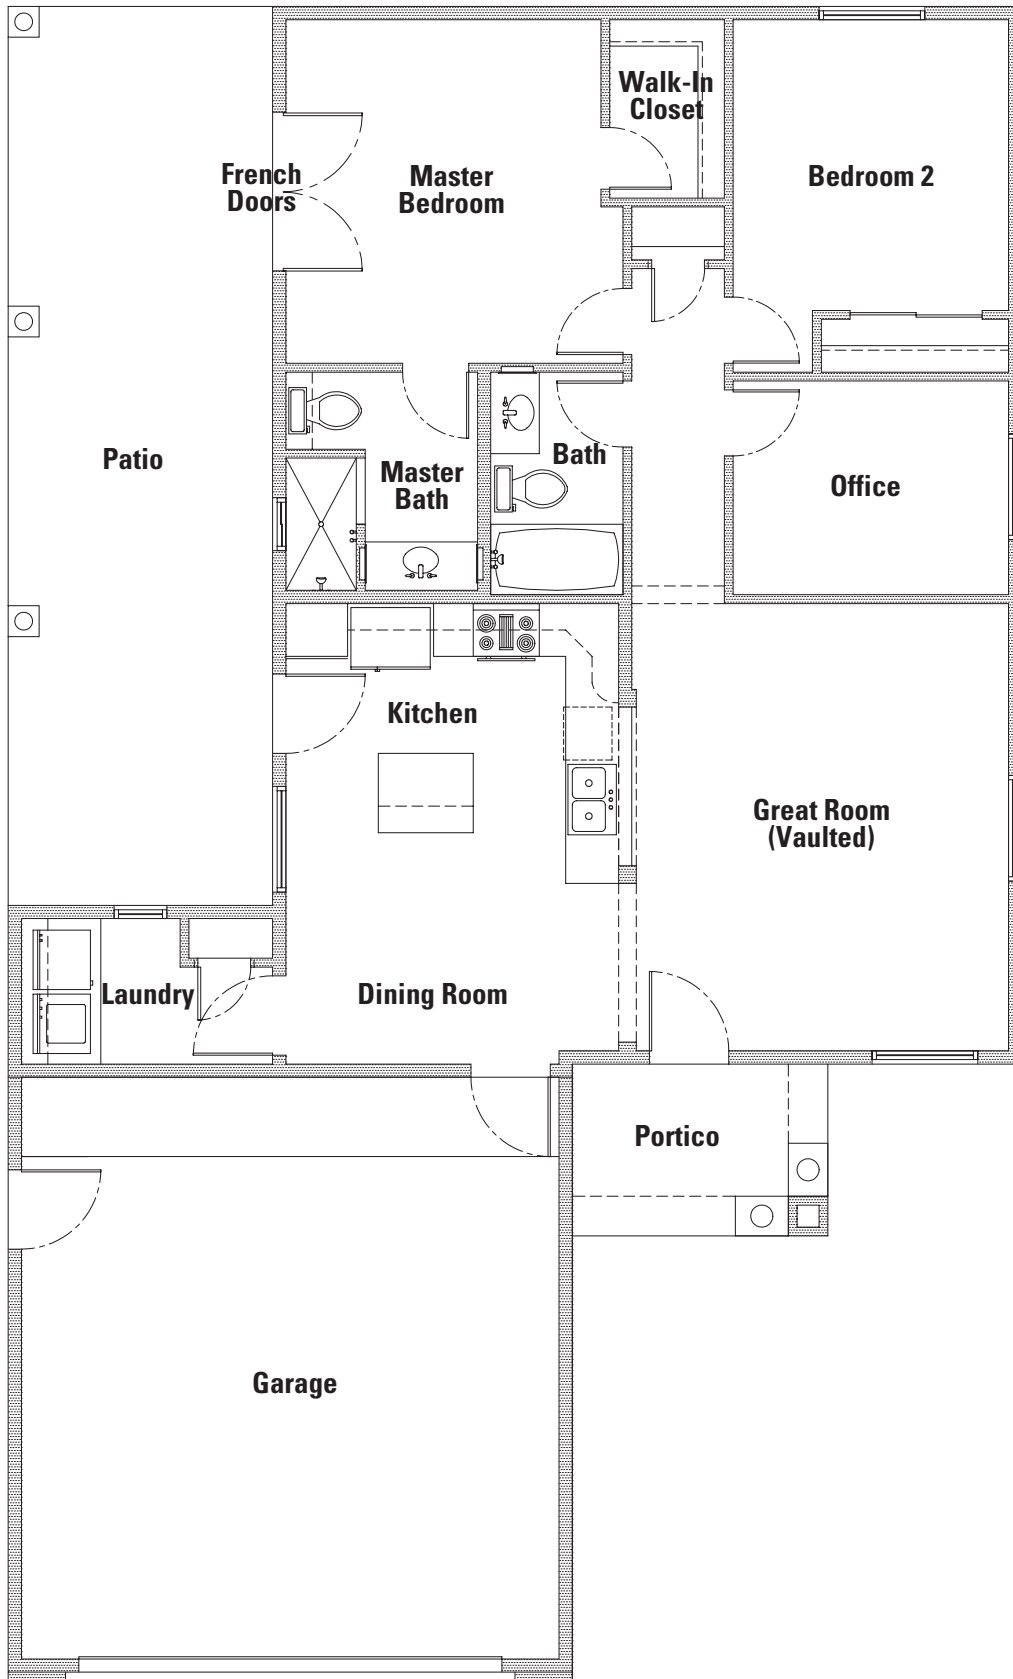 Walk-In
Closet
French
Doors
Master
Bedroom
Bedroom 2
Patio
Master
Bath
Bath
Office
Kitchen
Great Room
(Vaulted)
Laundry
Dining Room
Portico
Garage